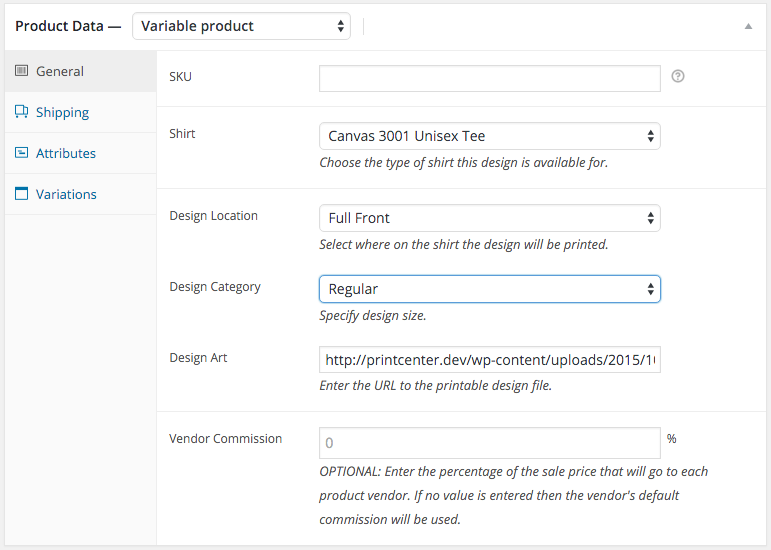 Product Data — Variable product
General
Shipping
Attributes
Variations
SKU
?
Shirt Canvas 3001 Unisex Tee
Choose the type of shirt this design is available for.
Design Location Full Front
Select where on the shirt the design will be printed.
Design Category Regular
Specify design size.
Design Art http://printcenter.dev/wp-content/uploads/2015/1
Enter the URL to the printable design file.
Vendor Commission 0 %
OPTIONAL: Enter the percentage of the sale price that will go to each
product vendor. If no value is entered then the vendor's default
commission will be used.